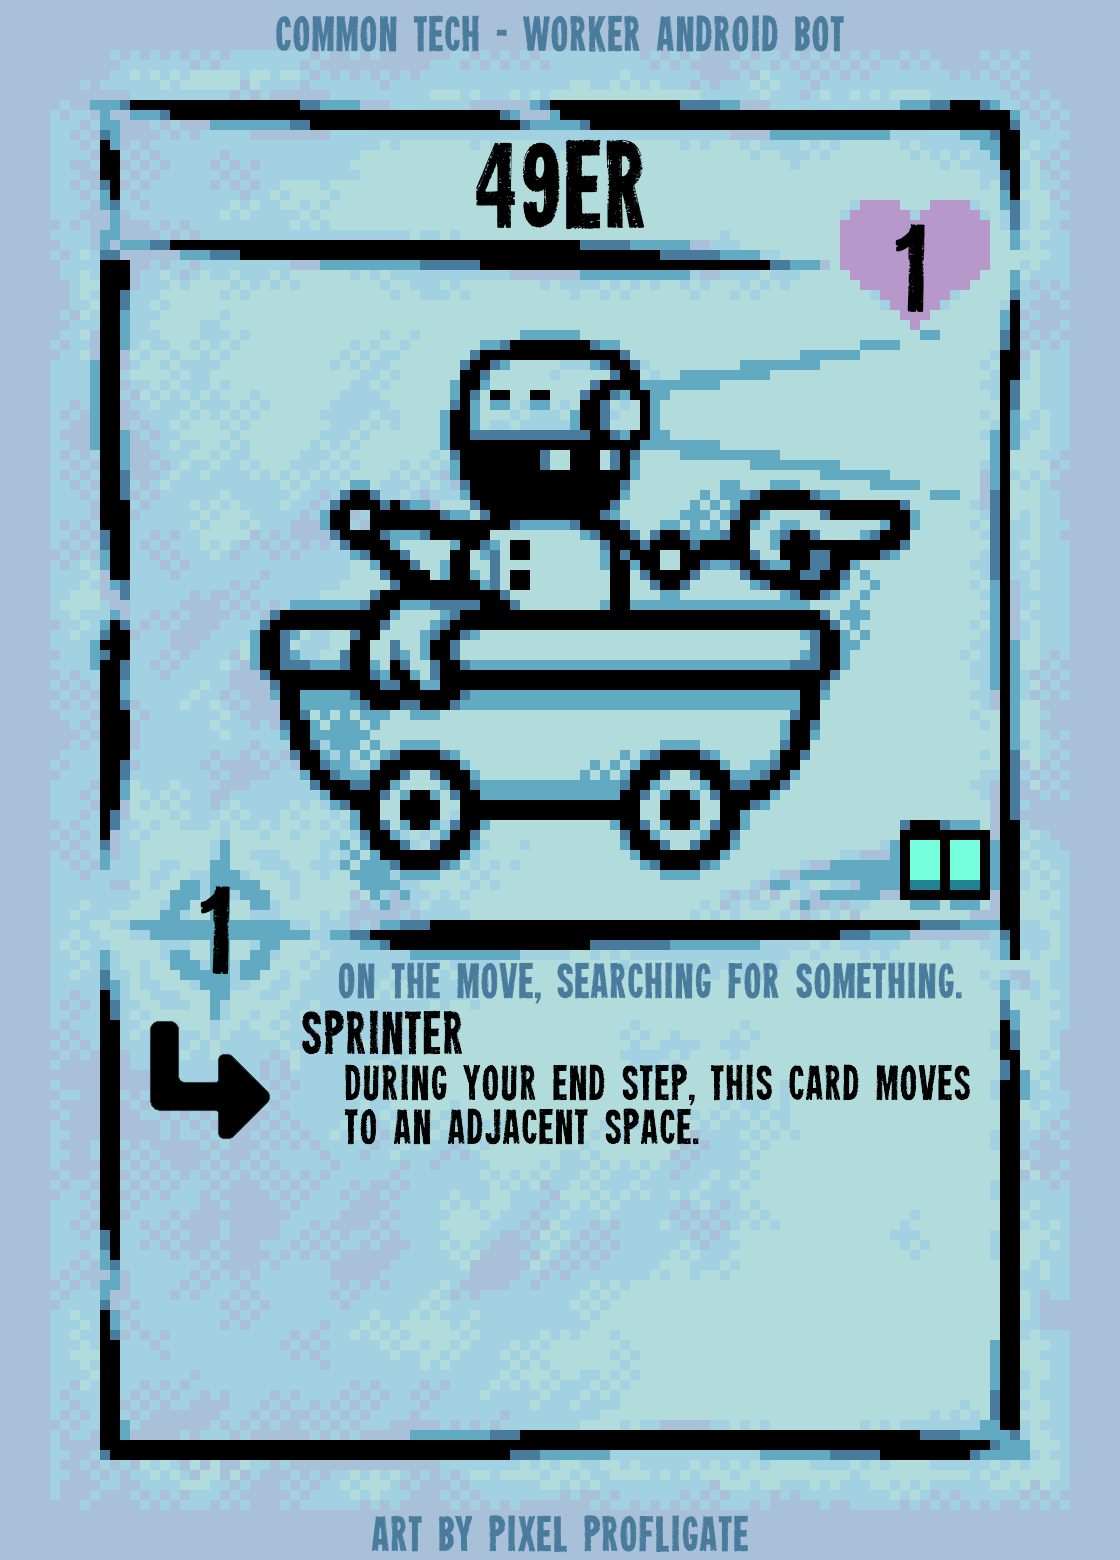 COMMON TECH - WORKER ANDROID BOT
49ER
1
1
ON THE MOVE, SEARCHING FOR SOMETHING.
SPRINTER
DURING YOUR END STEP, THIS CARD MOVES
TO AN ADJACENT SPACE.
ART BY PIXEL PROFLIGATE